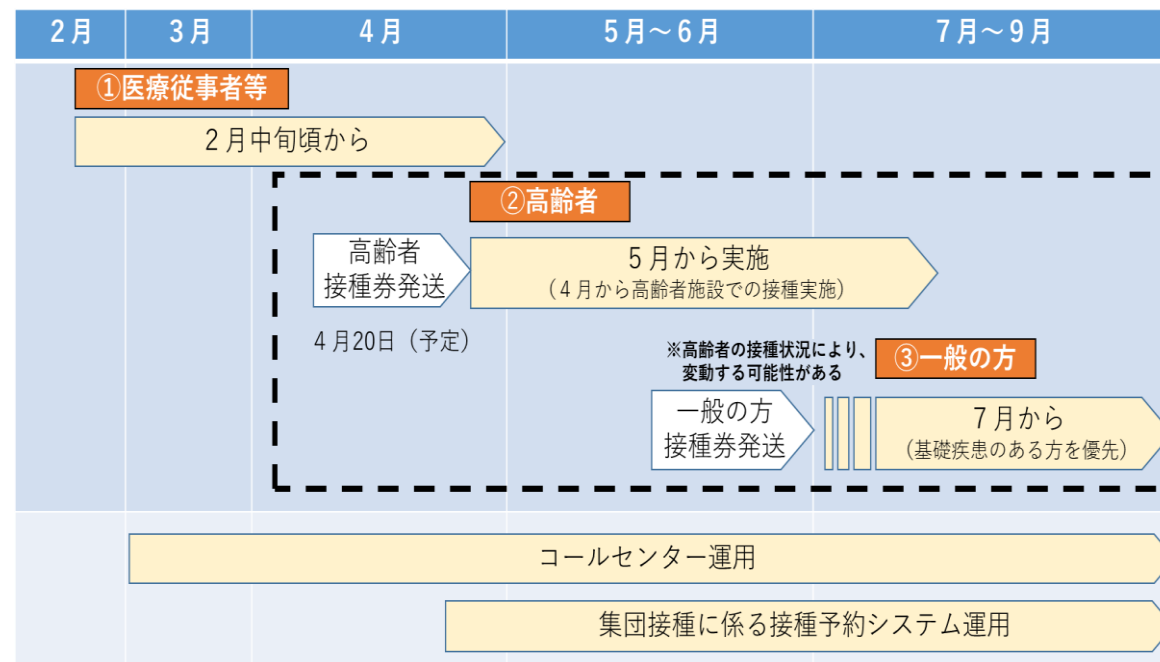 2月
3月
4月
5月～6月
7月～9月
①医療従事者等
２月中旬頃から
②高齢者
高齢者
接種券発送
５月から実施
（４月から高齢者施設での接種実施）
４月20日（予定）
※高齢者の接種状況により、
変動する可能性がある
③一般の方
一般の方
接種券発送
７月から
（基礎疾患のある方を優先）
コールセンター運用
集団接種に係る接種予約システム運用